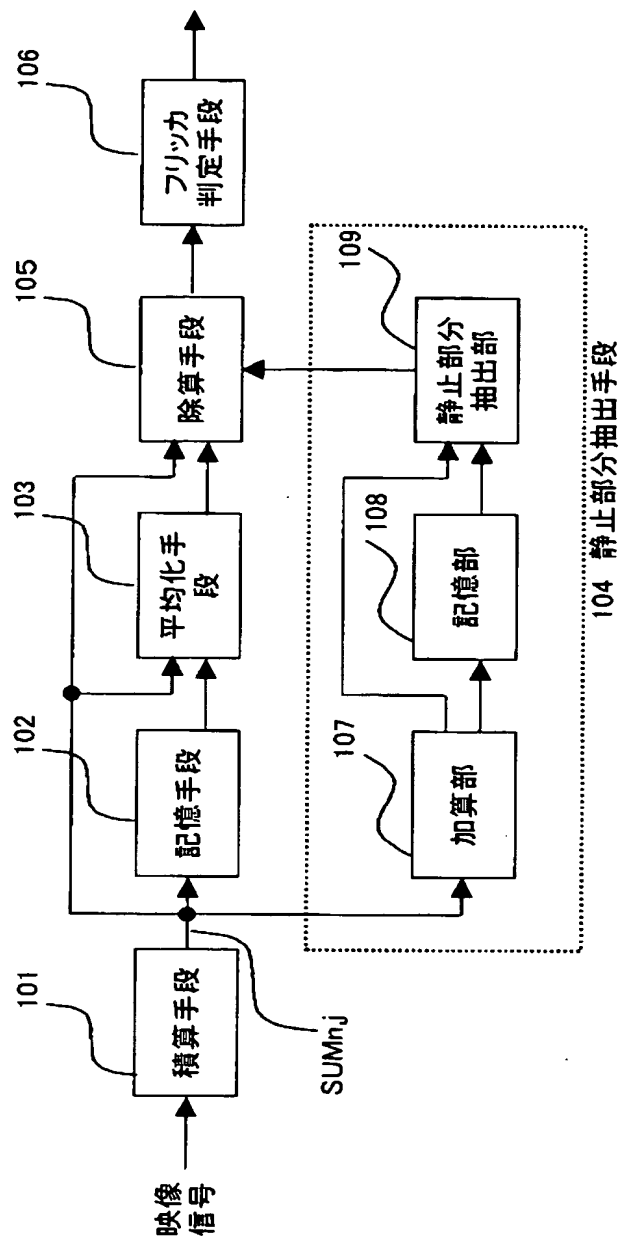 映像
信号
101
積算手段
SUMn,j
102
記憶手段
103
平均化手
段
105
除算手段
106
フリッカ
判定手段
107
加算部
108
記憶部
109
静止部分
抽出部
104 静止部分抽出手段